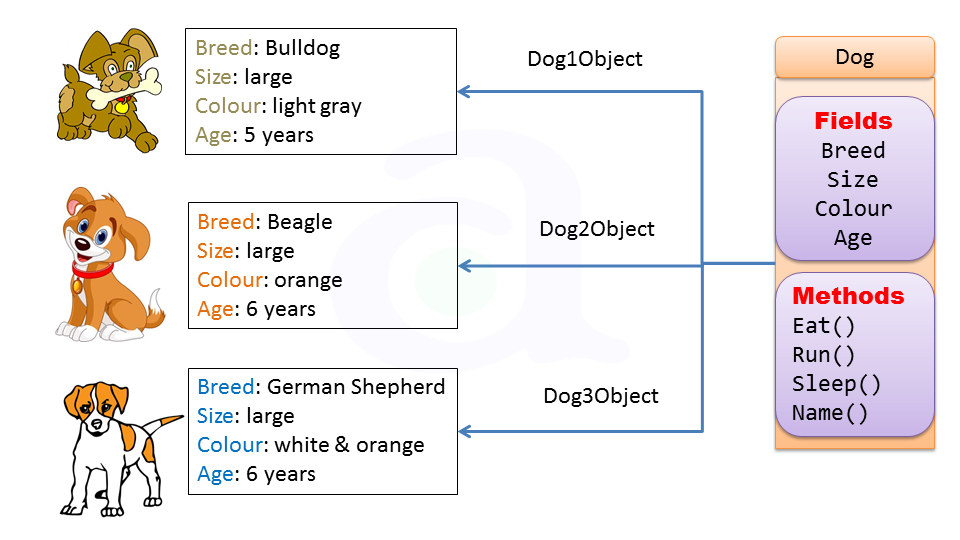 Breed: Bulldog
Size: large
Colour: light gray
Age: 5 years
Dog1Object
Breed: Beagle
Size: large
Colour: orange
Age: 6 years
Dog2Object
Breed: German Shepherd
Size: large
Colour: white & orange
Age: 6 years
Dog3Object
Dog
Fields
Breed
Size
Colour
Age
Methods
Eat()
Run()
Sleep()
Name()